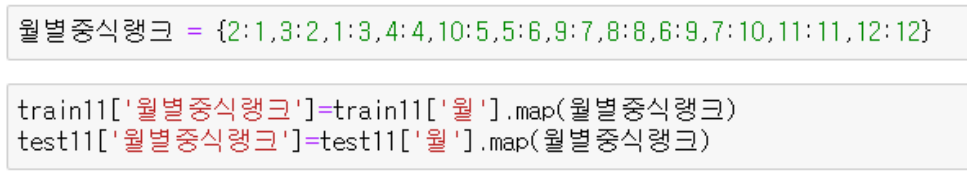 월별중식랭크 = {2:1,3:2,1:3,4:4,10:5,5:6,9:7,8:8,6:9,7:10,11:11,12:12}
train11['월별중식랭크']=train11['월'].map(월별중식랭크)
test11['월별중식랭크']=test11['월'].map(월별중식랭크)